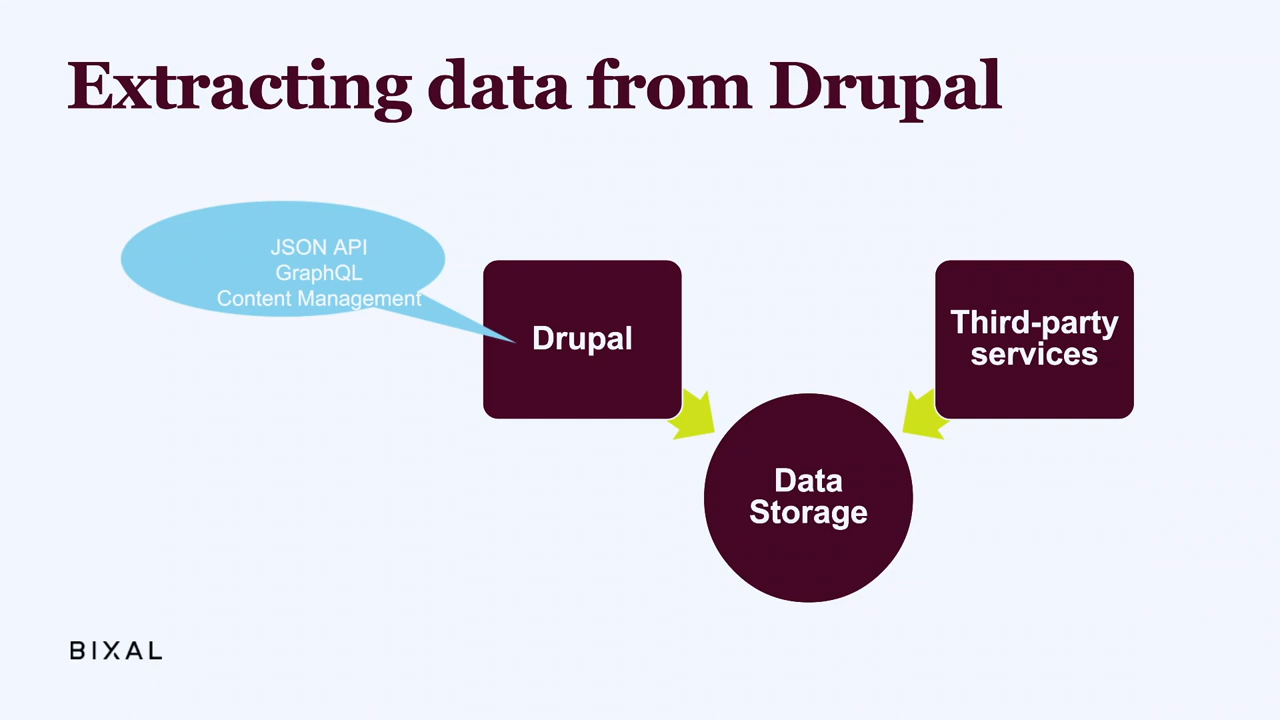 Extracting data from Drupal
JSON API
GraphQL
Content Management
Drupal
Third-party
services
Data
Storage
BIXAL